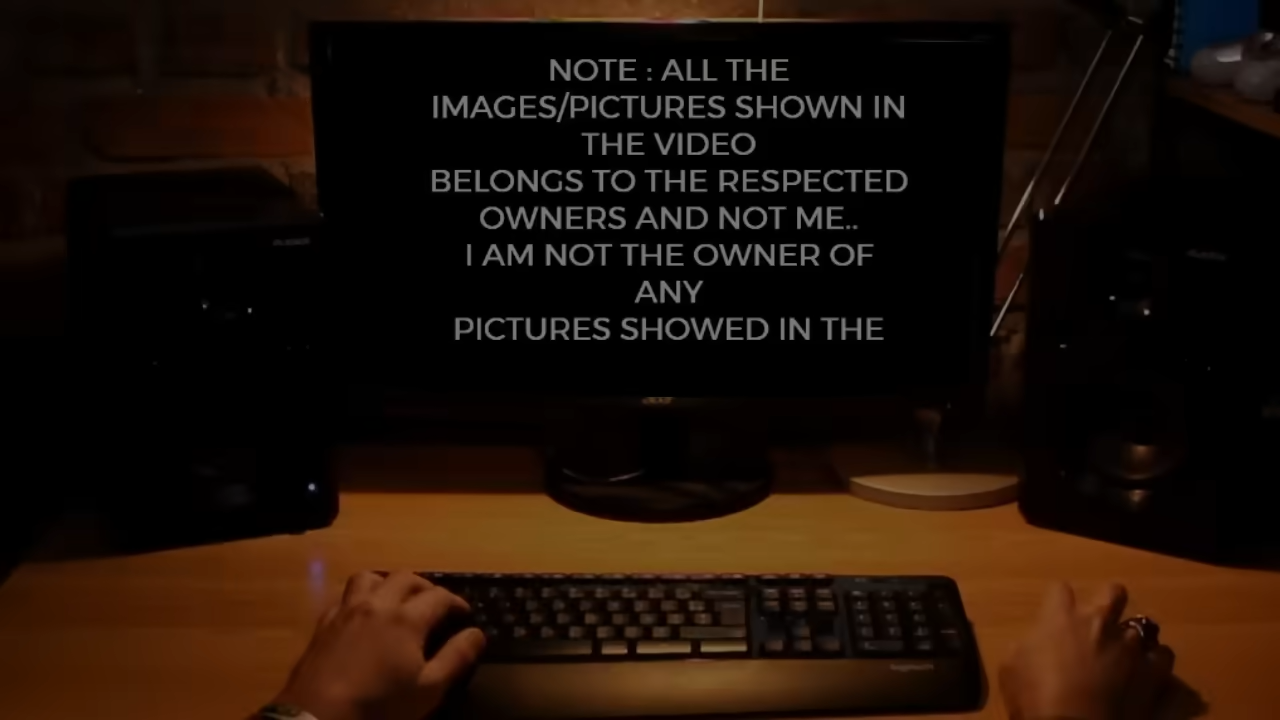 NOTE : ALL THE
IMAGES/PICTURES SHOWN IN
THE VIDEO
BELONGS TO THE RESPECTED
OWNERS AND NOT ME..
I AM NOT THE OWNER OF
ANY
PICTURES SHOWED IN THE
acer